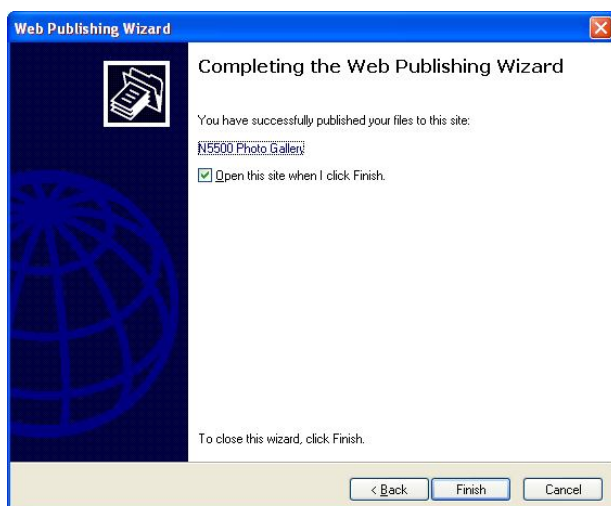 Web Publishing Wizard
Completing the Web Publishing Wizard
You have successfully published your files to this site:
N5500 Photo Gallery
Open this site when I click Finish.
To close this wizard, click Finish.
< Back Finish Cancel